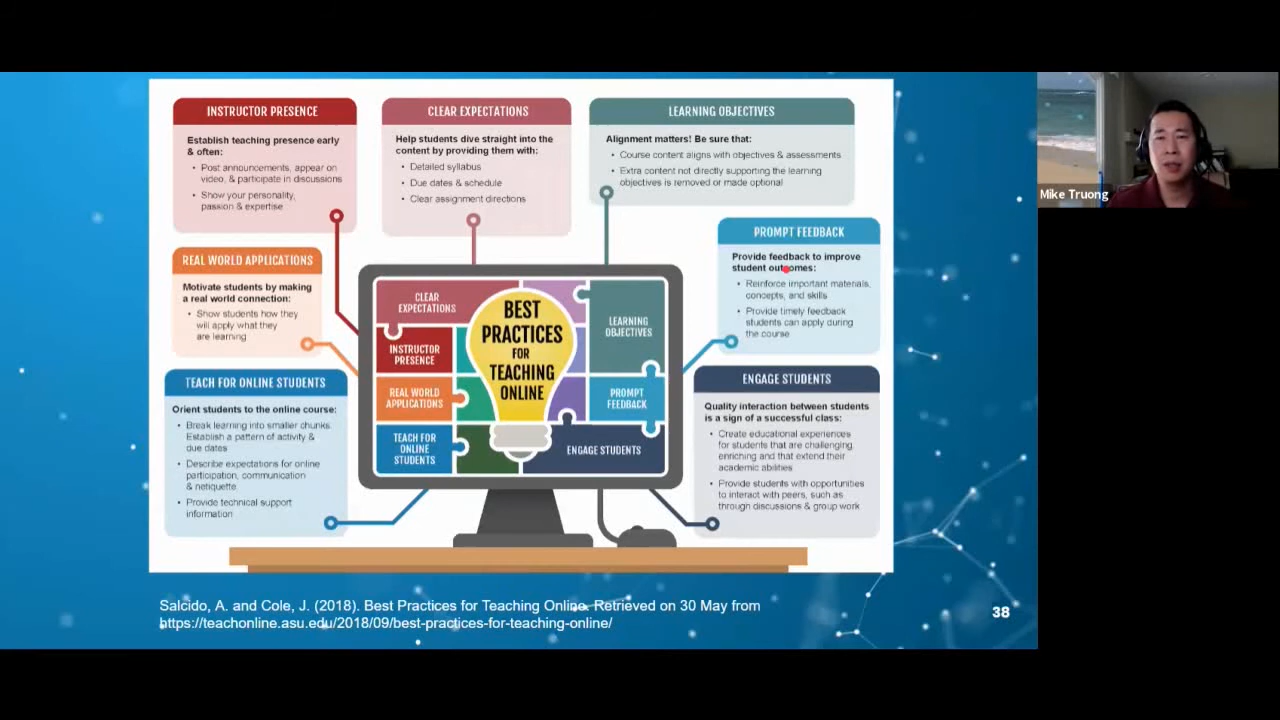 INSTRUCTOR PRESENCE
Establish teaching presence early
& often:
• Post announcements, appear on
video, & participate in discussions
• Show your personality,
passion & expertise
CLEAR EXPECTATIONS
Help students dive straight into the
content by providing them with:
• Detailed syllabus
• Due dates & schedule
• Clear assignment directions
LEARNING OBJECTIVES
Alignment matters! Be sure that:
• Course content aligns with objectives & assessments
• Extra content not directly supporting the learning
objectives is removed or made optional
Mike Truong
REAL WORLD APPLICATIONS
Motivate students by making
a real world connection:
• Show students how they
will apply what they
are learning
PROMPT FEEDBACK
Provide feedback to improve
student outcomes:
• Reinforce important materials,
concepts, and skills
• Provide timely feedback
students can apply during
the course
TEACH FOR ONLINE STUDENTS
Orient students to the online course:
• Break learning into smaller chunks.
Establish a pattern of activity &
due dates
• Describe expectations for online
participation, communication
& netiquette
• Provide technical support
information
CLEAR
EXPECTATIONS
INSTRUCTOR
PRESENCE
REAL WORLD
APPLICATIONS
TEACH FOR
ONLINE
STUDENTS
BEST
PRACTICES
FOR
TEACHING
ONLINE
LEARNING
OBJECTIVES
PROMPT
FEEDBACK
ENGAGE STUDENTS
ENGAGE STUDENTS
Quality interaction between students
is a sign of a successful class:
• Create educational experiences
for students that are challenging,
enriching and that extend their
academic abilities
• Provide students with opportunities
to interact with peers, such as
through discussions & group work
Salcido, A. and Cole, J. (2018). Best Practices for Teaching Online. Retrieved on 30 May from
https://teachonline.asu.edu/2018/09/best-practices-for-teaching-online/
38